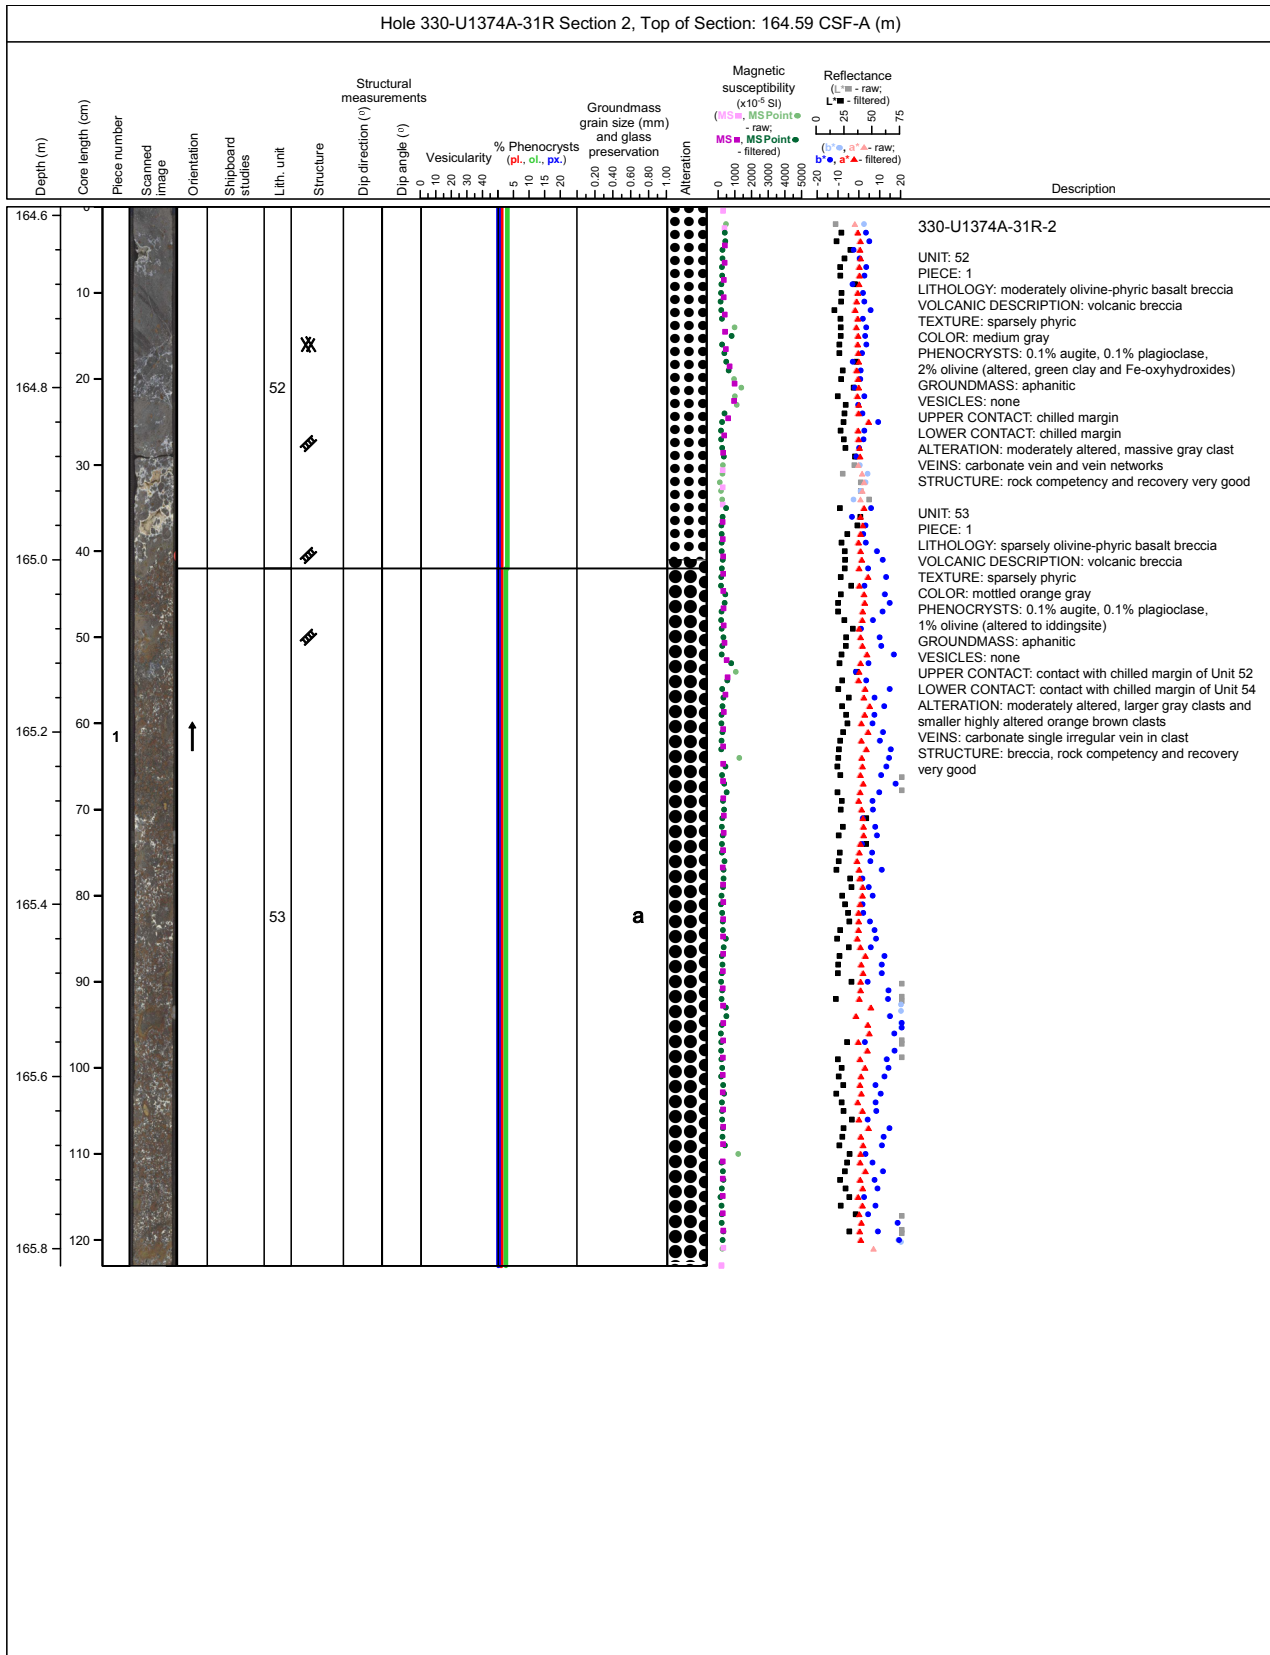 Hole 330-U1374A-31R Section 2, Top of Section: 164.59 CSF-A (m)
Depth (m)
Core length (cm)
Piece number
Scanned
image
Orientation
Shipboard
studies
Lith. unit
Structure
Structural
measurements
Dip direction (°)
Dip angle (°)
Vesicularity
0 10 20 30 40
% Phenocrysts
(pl., ol., px.)
5 10 15 20
Groundmass
grain size (mm)
and glass
preservation
0.20 0.40 0.60 0.80 1.00
Alteration
Magnetic
susceptibility
(x10-5 SI)
(MS■, MSPoint●
- raw;
MS■, MSPoint●
- filtered)
0 1000 2000 3000 4000 5000
Reflectance
(L*■ - raw;
L*■ - filtered)
0 25 50 75
(b*●, a*▲- raw;
b*●, a*▲- filtered)
-20 -10 0 10 20
Description
164.6
164.8
165.0
165.2
165.4
165.6
165.8
0
10
20
30
40
50
60
70
80
90
100
110
120
1
52
53
a
330-U1374A-31R-2
UNIT: 52
PIECE: 1
LITHOLOGY: moderately olivine-phyric basalt breccia
VOLCANIC DESCRIPTION: volcanic breccia
TEXTURE: sparsely phyric
COLOR: medium gray
PHENOCRYSTS: 0.1% augite, 0.1% plagioclase,
2% olivine (altered, green clay and Fe-oxyhydroxides)
GROUNDMASS: aphanitic
VESICLES: none
UPPER CONTACT: chilled margin
LOWER CONTACT: chilled margin
ALTERATION: moderately altered, massive gray clast
VEINS: carbonate vein and vein networks
STRUCTURE: rock competency and recovery very good
UNIT: 53
PIECE: 1
LITHOLOGY: sparsely olivine-phyric basalt breccia
VOLCANIC DESCRIPTION: volcanic breccia
TEXTURE: sparsely phyric
COLOR: mottled orange gray
PHENOCRYSTS: 0.1% augite, 0.1% plagioclase,
1% olivine (altered to iddingsite)
GROUNDMASS: aphanitic
VESICLES: none
UPPER CONTACT: contact with chilled margin of Unit 52
LOWER CONTACT: contact with chilled margin of Unit 54
ALTERATION: moderately altered, larger gray clasts and
smaller highly altered orange brown clasts
VEINS: carbonate single irregular vein in clast
STRUCTURE: breccia, rock competency and recovery
very good